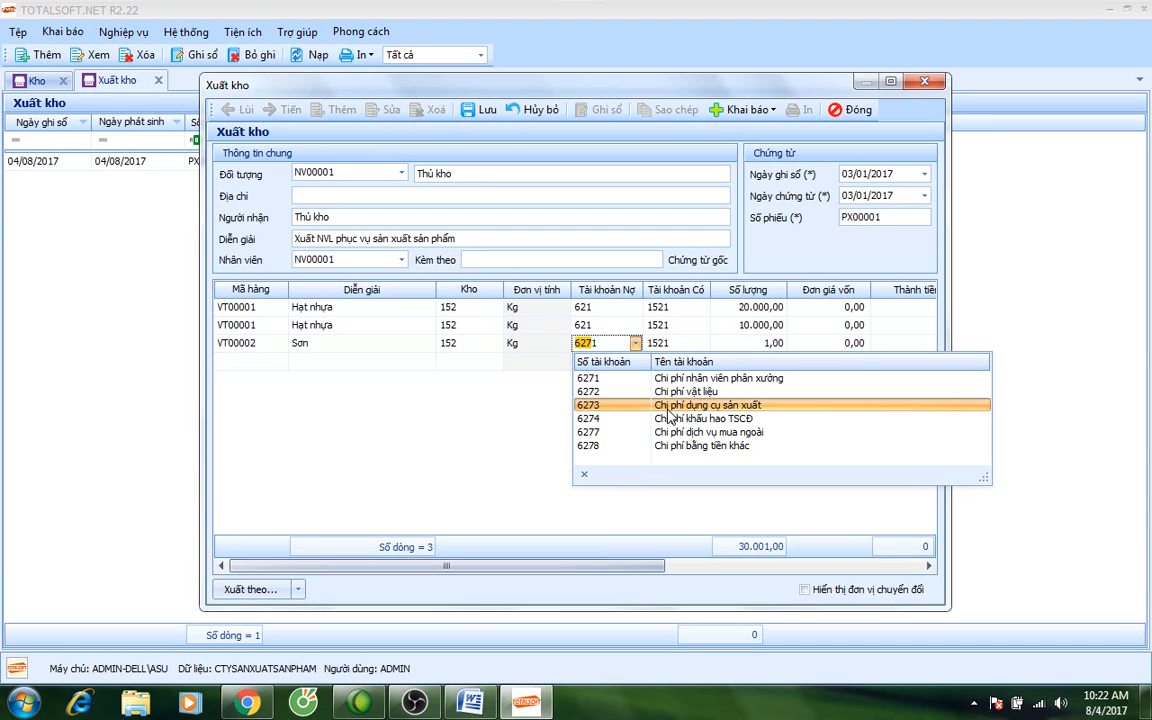 TOTALSOFT.NET R2.22
Tệp Khai báo Nghiệp vụ Hệ thống Tiện ích Trợ giúp Phong cách
Thêm Xem Xóa Ghi sổ Bỏ ghi Nạp In Tất cả
Kho Xuất kho
Xuất kho
Ngày ghi sổ Ngày phát sinh
04/08/2017 04/08/2017 PX
Xuất kho
Lùi Tiến Thêm Sửa Xoá Lưu Hủy bỏ Ghi sổ Sao chép Khai báo In Đóng
Xuất kho
Thông tin chung Chứng từ
Đối tượng NV00001 Thủ kho Ngày ghi sổ (*) 03/01/2017
Địa chỉ Ngày chứng từ (*) 03/01/2017
Người nhận Thủ kho Số phiếu (*) PX00001
Diễn giải Xuất NVL phục vụ sản xuất sản phẩm
Nhân viên NV00001 Kèm theo Chứng từ gốc
Mã hàng Diễn giải Kho Đơn vị tính Tài khoản Nợ Tài khoản Có Số lượng Đơn giá vốn Thành tiền
VT00001 Hạt nhựa 152 Kg 621 1521 20.000,00 0,00
VT00001 Hạt nhựa 152 Kg 621 1521 10.000,00 0,00
VT00002 Sơn 152 Kg 6271 1521 1,00 0,00
Số tài khoản Tên tài khoản
6271 Chi phí nhân viên phân xưởng
6272 Chi phí vật liệu
6273 Chi phí dụng cụ sản xuất
6274 Chi phí khấu hao TSCĐ
6277 Chi phí dịch vụ mua ngoài
6278 Chi phí bằng tiền khác
Số dòng = 3 30.001,00 0
Xuất theo... Hiển thị đơn vị chuyển đổi
Số dòng = 1 0
Máy chủ: ADMIN-DELL\ASU Dữ liệu: CTYSANXUATSANPHAM Người dùng: ADMIN
10:22 AM
8/4/2017